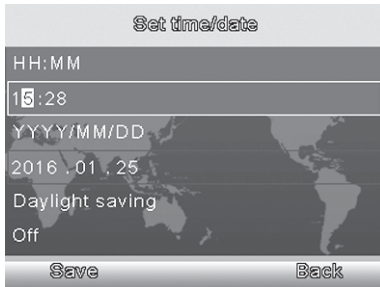 Set time/date
HH:MM
15:28
YYYY/MM/DD
2016 . 01 . 25
Daylight saving
Off
Save Back